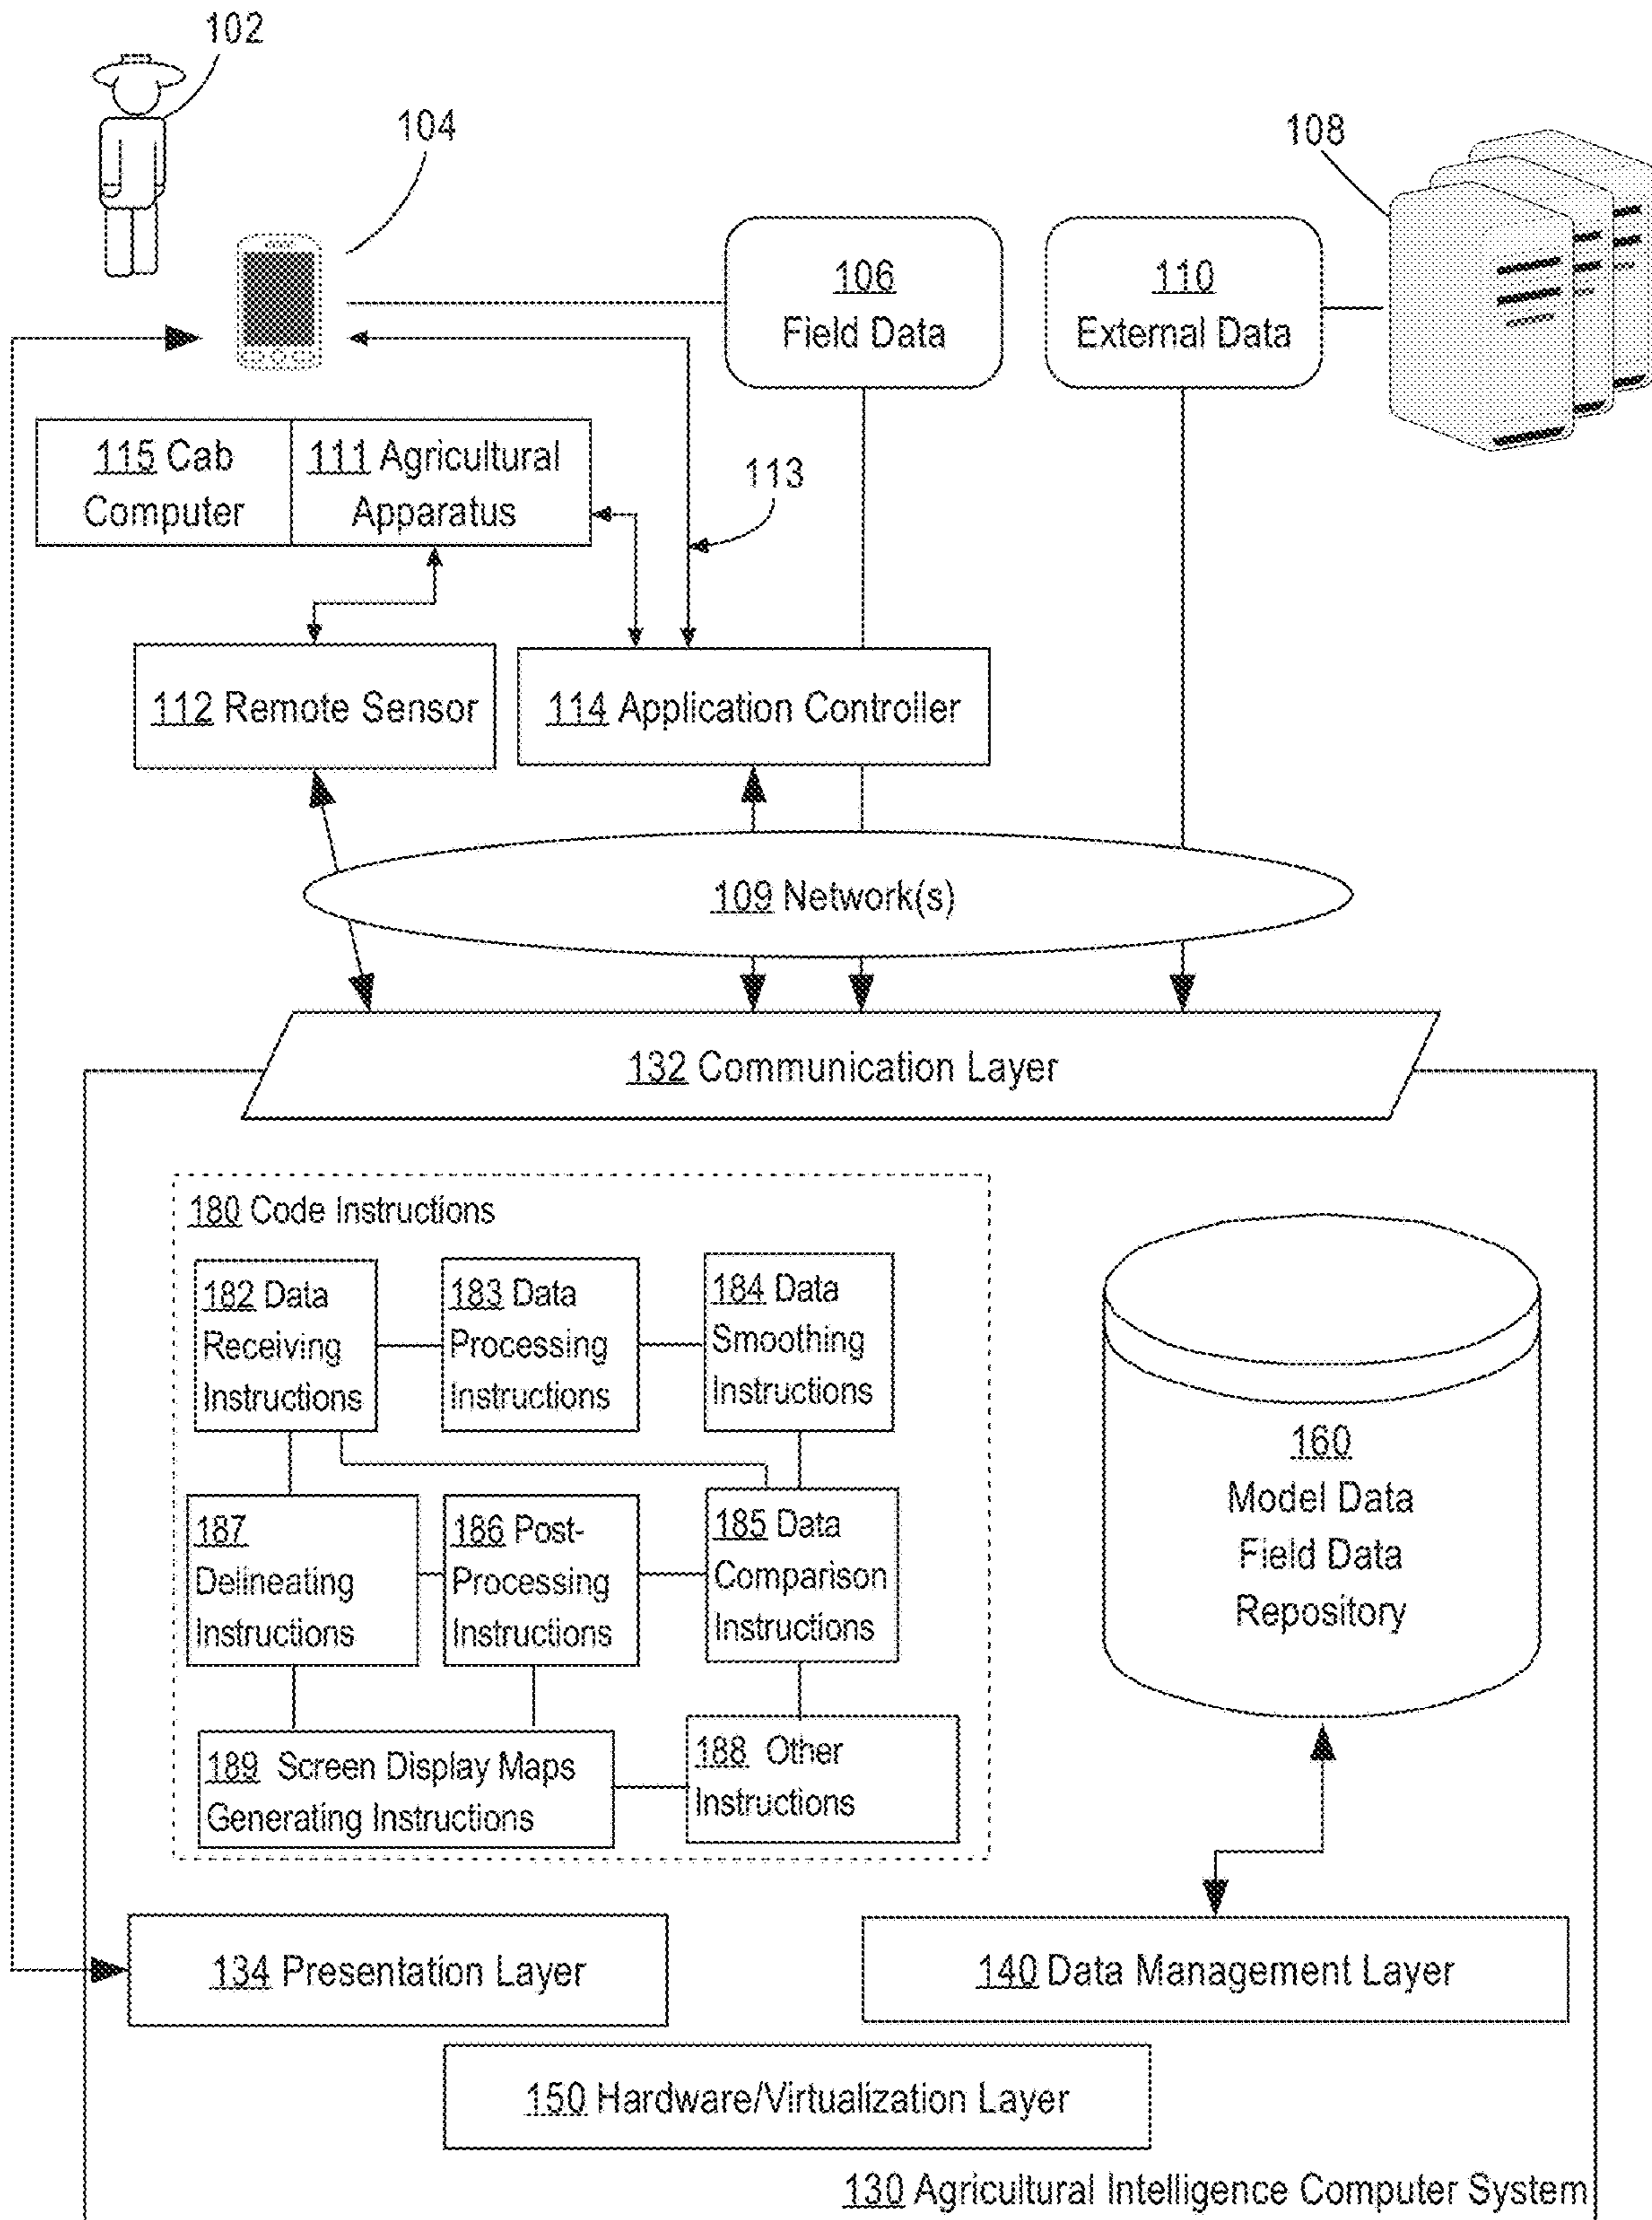 102
104
108
106
Field Data
110
External Data
115 Cab
Computer
111 Agricultural
Apparatus
113
112 Remote Sensor
114 Application Controller
109 Network(s)
132 Communication Layer
180 Code Instructions
182 Data
Receiving
Instructions
183 Data
Processing
Instructions
184 Data
Smoothing
Instructions
187
Delineating
Instructions
186 Post-
Processing
Instructions
185 Data
Comparison
Instructions
189 Screen Display Maps
Generating Instructions
188 Other
Instructions
160
Model Data
Field Data
Repository
134 Presentation Layer
140 Data Management Layer
150 Hardware/Virtualization Layer
130 Agricultural Intelligence Computer System